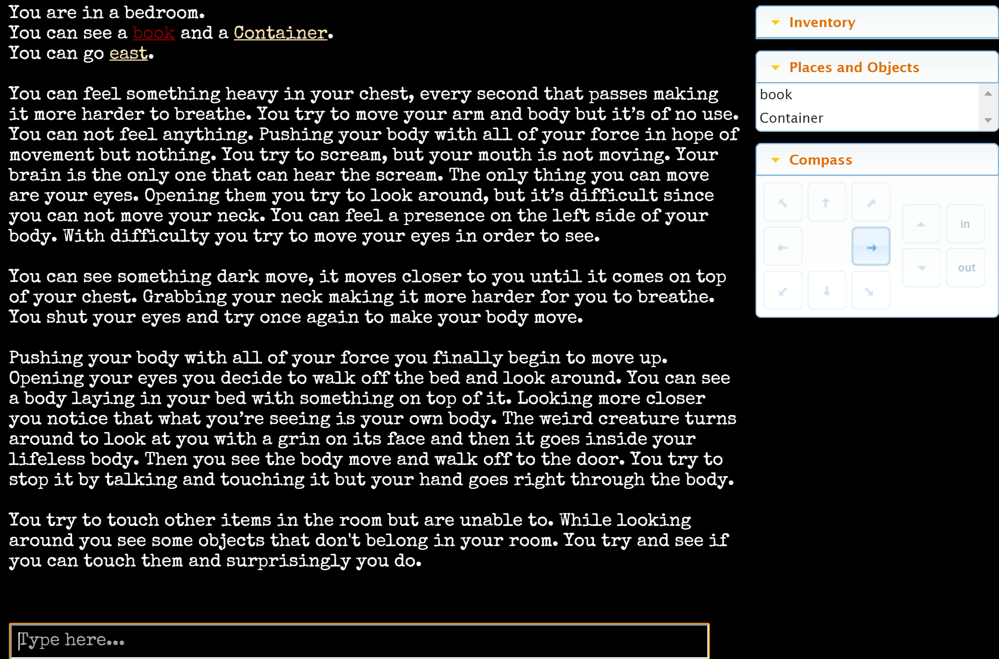 You are in a bedroom.
You can see a book and a Container.
You can go east.
You can feel something heavy in your chest, every second that passes making
it more harder to breathe. You try to move your arm and body but it’s of no use.
You can not feel anything. Pushing your body with all of your force in hope of
movement but nothing. You try to scream, but your mouth is not moving. Your
brain is the only one that can hear the scream. The only thing you can move
are your eyes. Opening them you try to look around, but it’s difficult since
you can not move your neck. You can feel a presence on the left side of your
body. With difficulty you try to move your eyes in order to see.
You can see something dark move, it moves closer to you until it comes on top
of your chest. Grabbing your neck making it more harder for you to breathe.
You shut your eyes and try once again to make your body move.
Pushing your body with all of your force you finally begin to move up.
Opening your eyes you decide to walk off the bed and look around. You can see
a body laying in your bed with something on top of it. Looking more closer
you notice that what you’re seeing is your own body. The weird creature turns
around to look at you with a grin on its face and then it goes inside your
lifeless body. Then you see the body move and walk off to the door. You try to
stop it by talking and touching it but your hand goes right through the body.
You try to touch other items in the room but are unable to. While looking
around you see some objects that don't belong in your room. You try and see if
you can touch them and surprisingly you do.
Type here...
Inventory
Places and Objects
book
Container
Compass
in
out